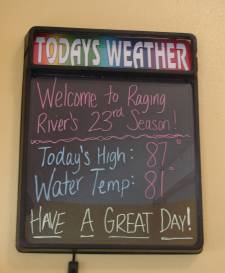 TODAYS WEATHER
Welcome to Raging
River's 23rd Season!
Today's High: 87°
Water Temp: 81°
HAVE A GREAT DAY!